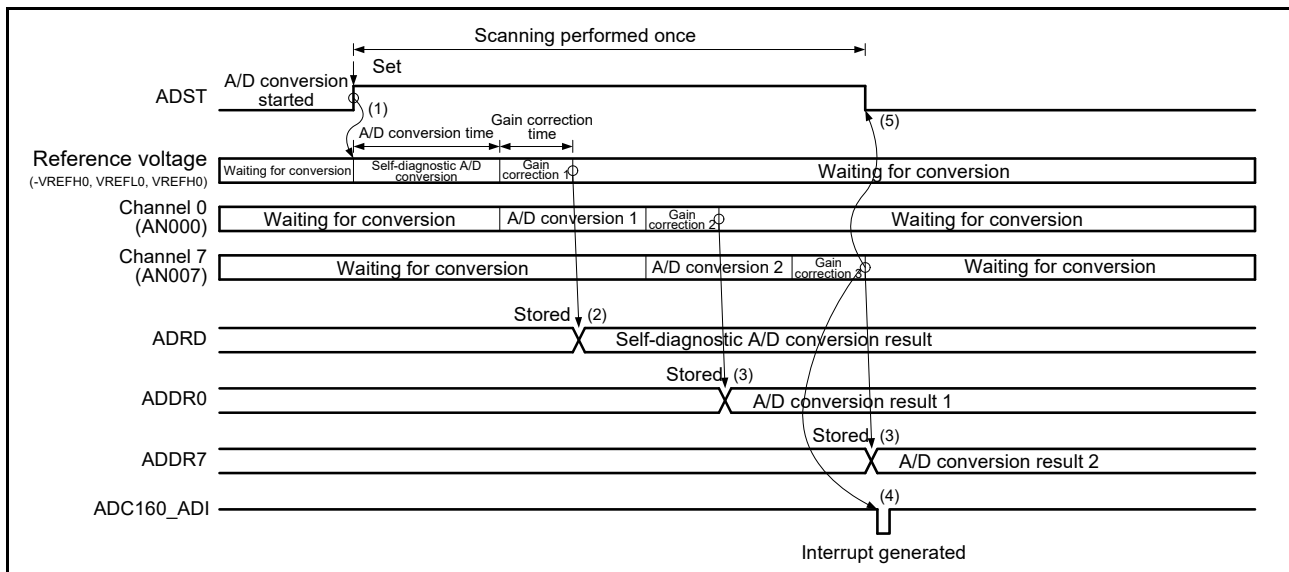 Scanning performed once
Set
A/D conversion
started
ADST
(1)
(5)
A/D conversion time
Gain correction
time
Reference voltage
(-VREFH0, VREFL0, VREFH0)
Waiting for conversion
Self-diagnostic A/D
conversion
Gain
correction 1
Waiting for conversion
Channel 0
(AN000)
Waiting for conversion
A/D conversion 1
Gain
correction 2
Waiting for conversion
Channel 7
(AN007)
Waiting for conversion
A/D conversion 2
Gain
correction 3
Waiting for conversion
Stored (2)
ADRD
Self-diagnostic A/D conversion result
Stored (3)
ADDR0
A/D conversion result 1
Stored (3)
ADDR7
A/D conversion result 2
ADC160_ADI
(4)
Interrupt generated